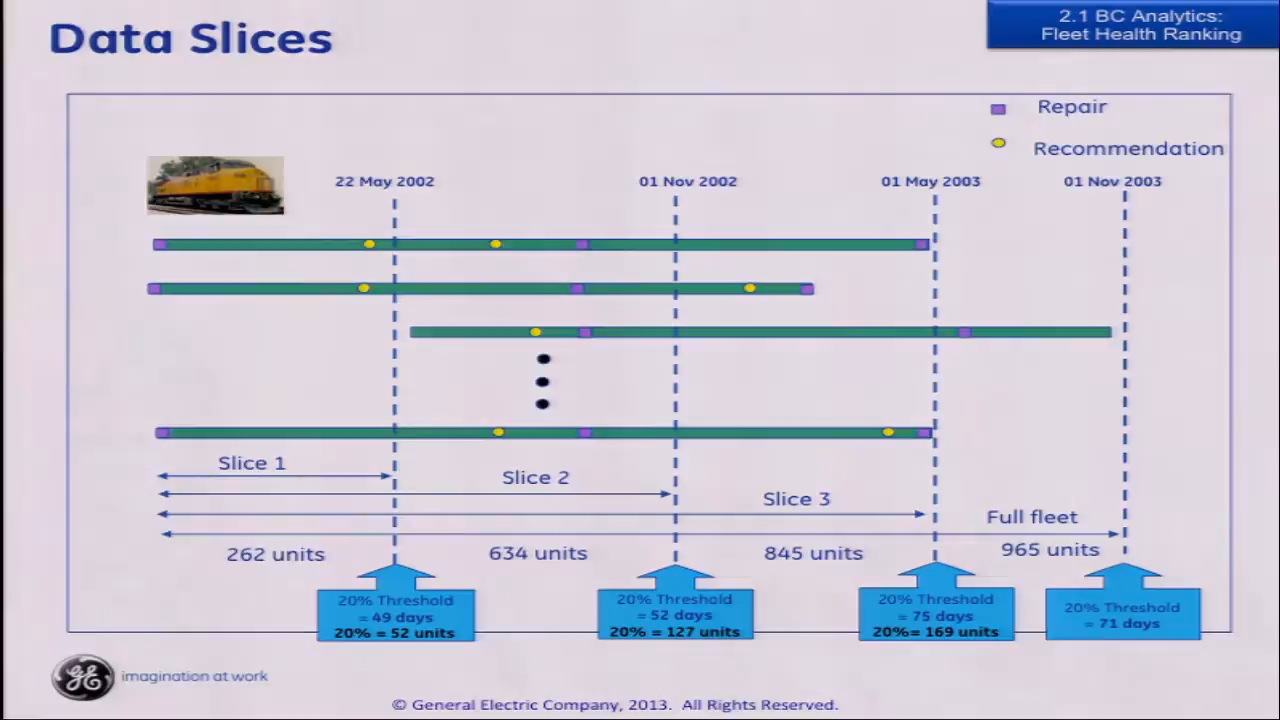 Data Slices
2.1 BC Analytics:
Fleet Health Ranking
Repair
Recommendation
22 May 2002
01 Nov 2002
01 May 2003
01 Nov 2003
Slice 1
Slice 2
Slice 3
Full fleet
262 units
634 units
845 units
965 units
20% Threshold
= 49 days
20% = 52 units
20% Threshold
= 52 days
20% = 127 units
20% Threshold
= 75 days
20%= 169 units
20% Threshold
= 71 days
GE
imagination at work
© General Electric Company, 2013. All Rights Reserved.